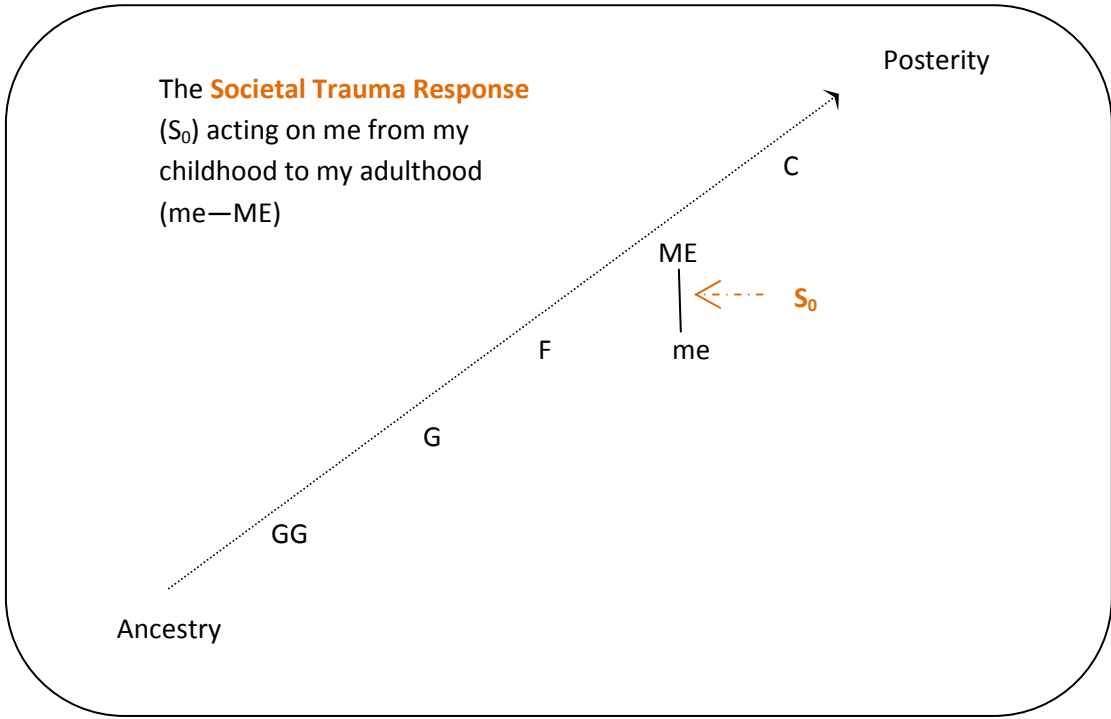 Posterity
The Societal Trauma Response
(S₀) acting on me from my
childhood to my adulthood
(me—ME)
C
ME
S₀
me
F
G
GG
Ancestry